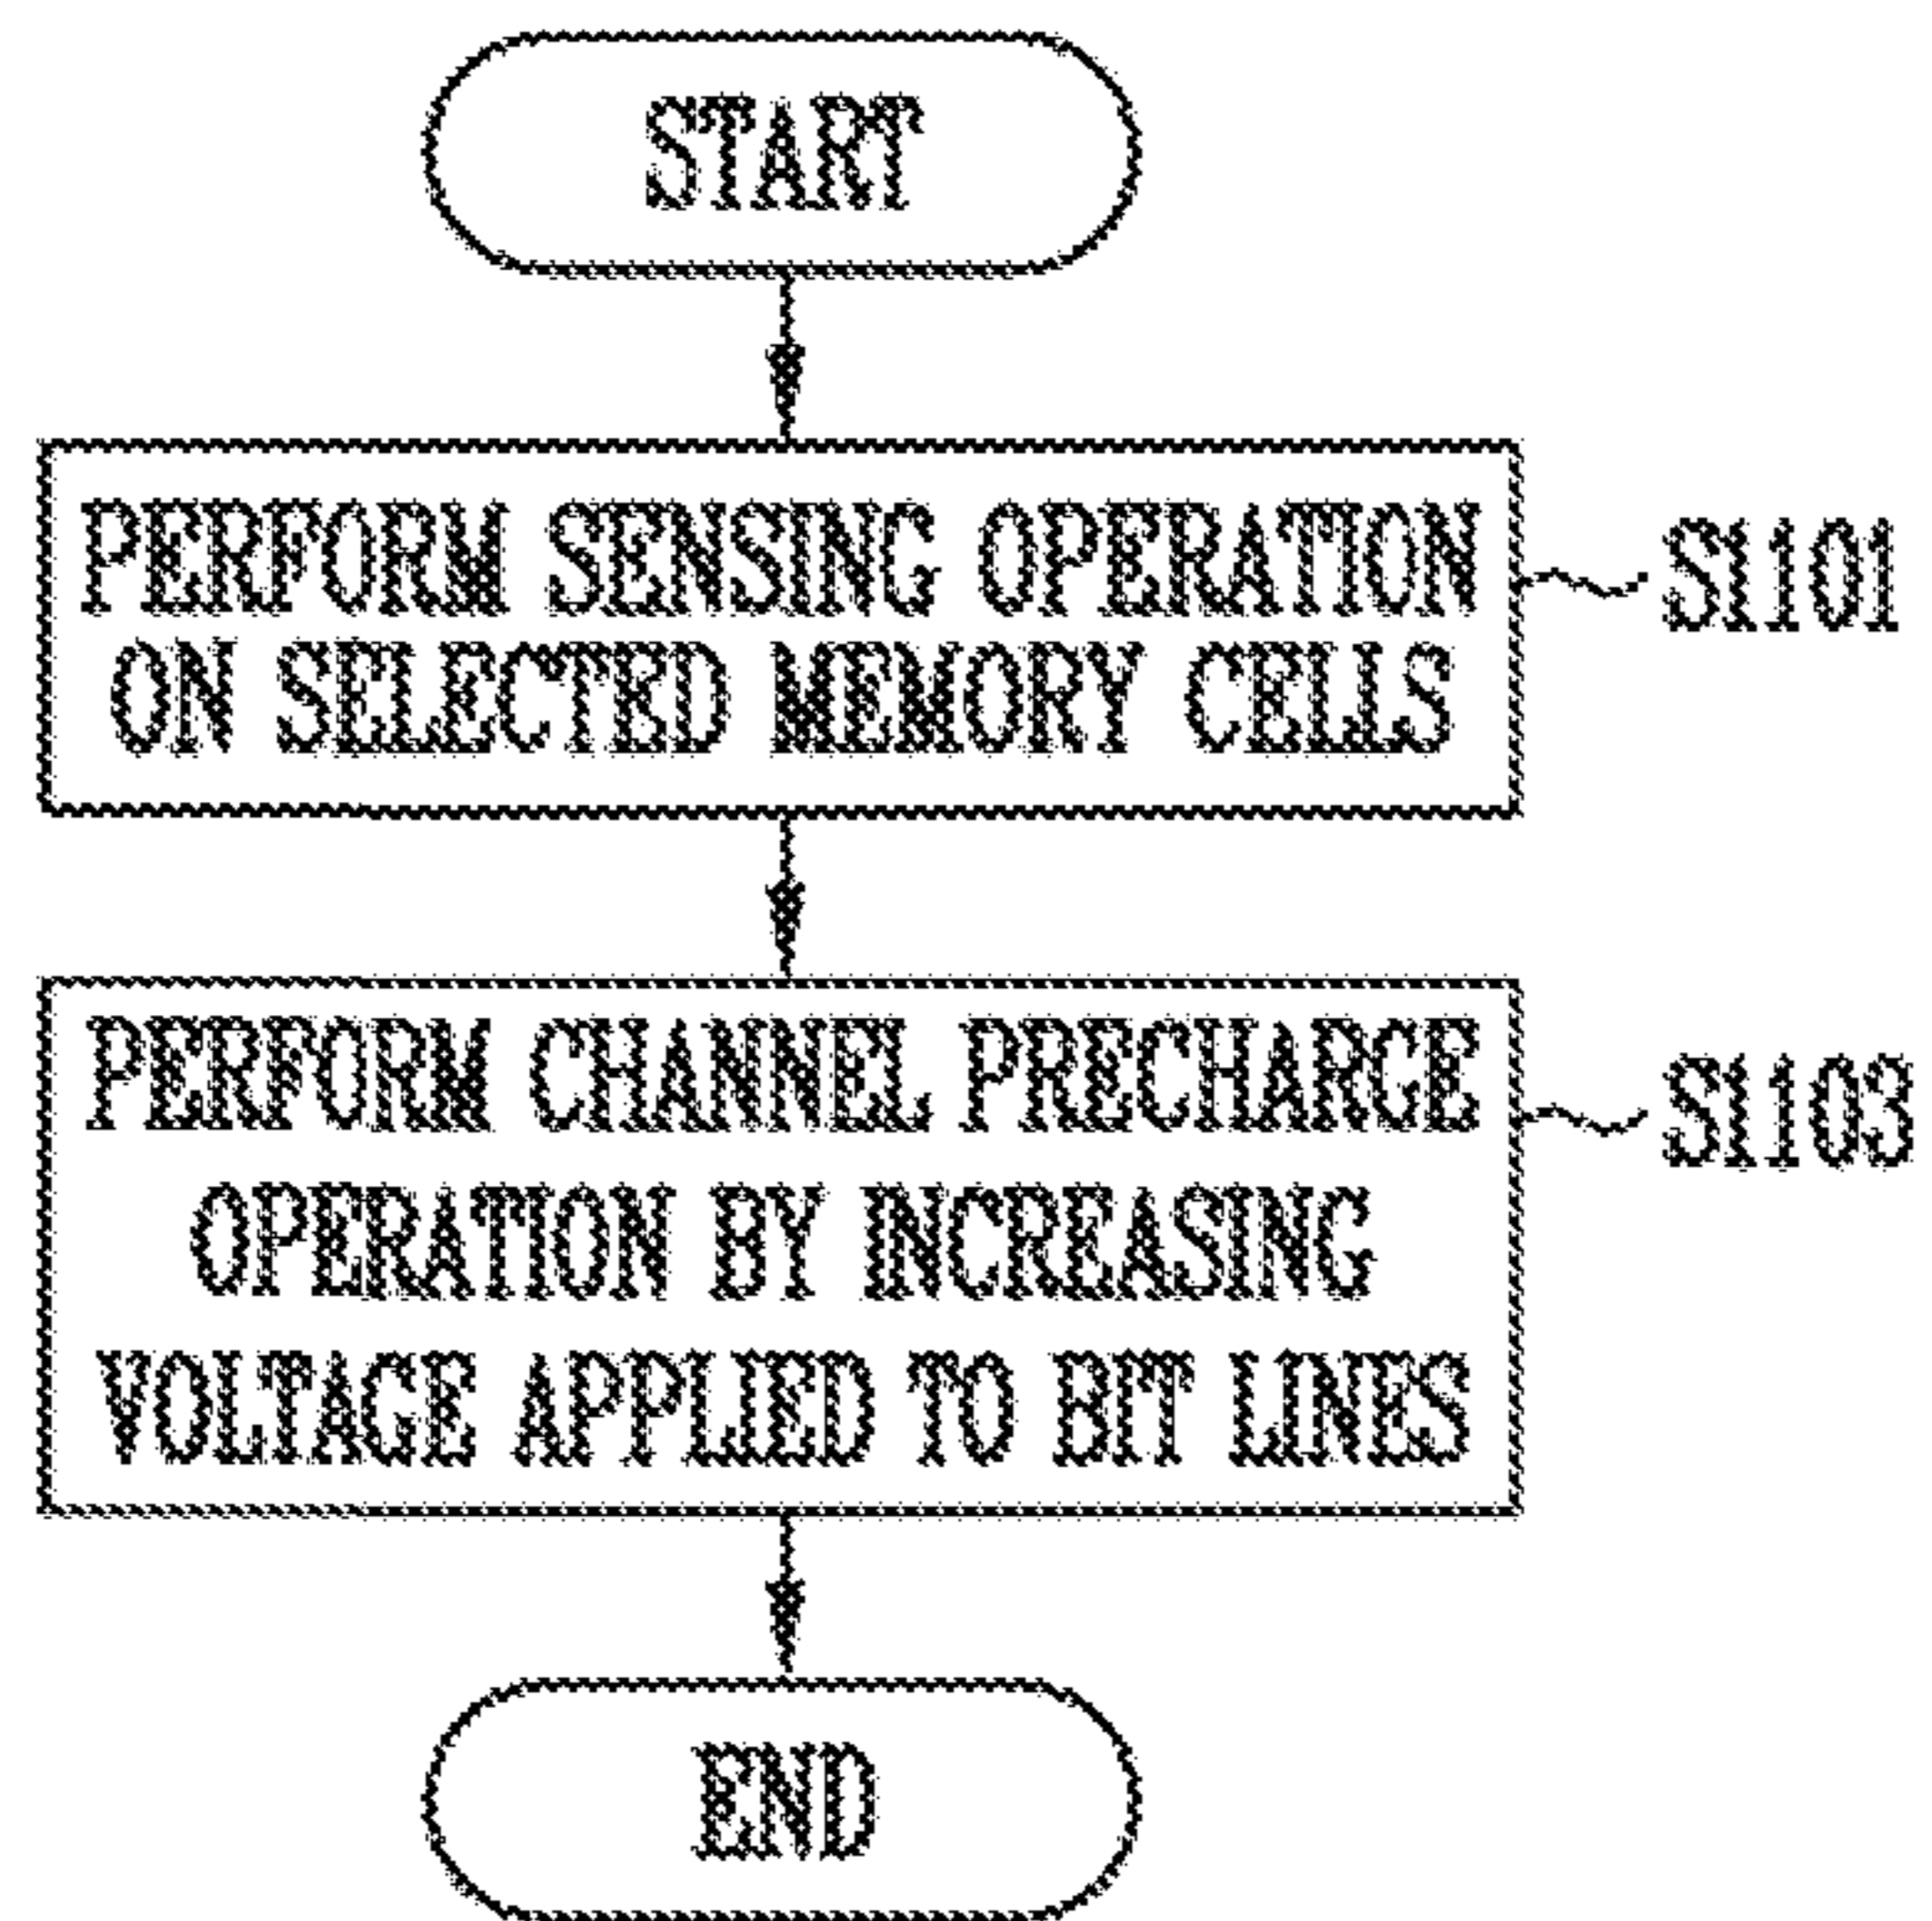 START
PERFORM SENSING OPERATION
ON SELECTED MEMORY CELLS
S1101
PERFORM CHANNEL PRECHARGE
OPERATION BY INCREASING
VOLTAGE APPLIED TO BIT LINES
S1103
END